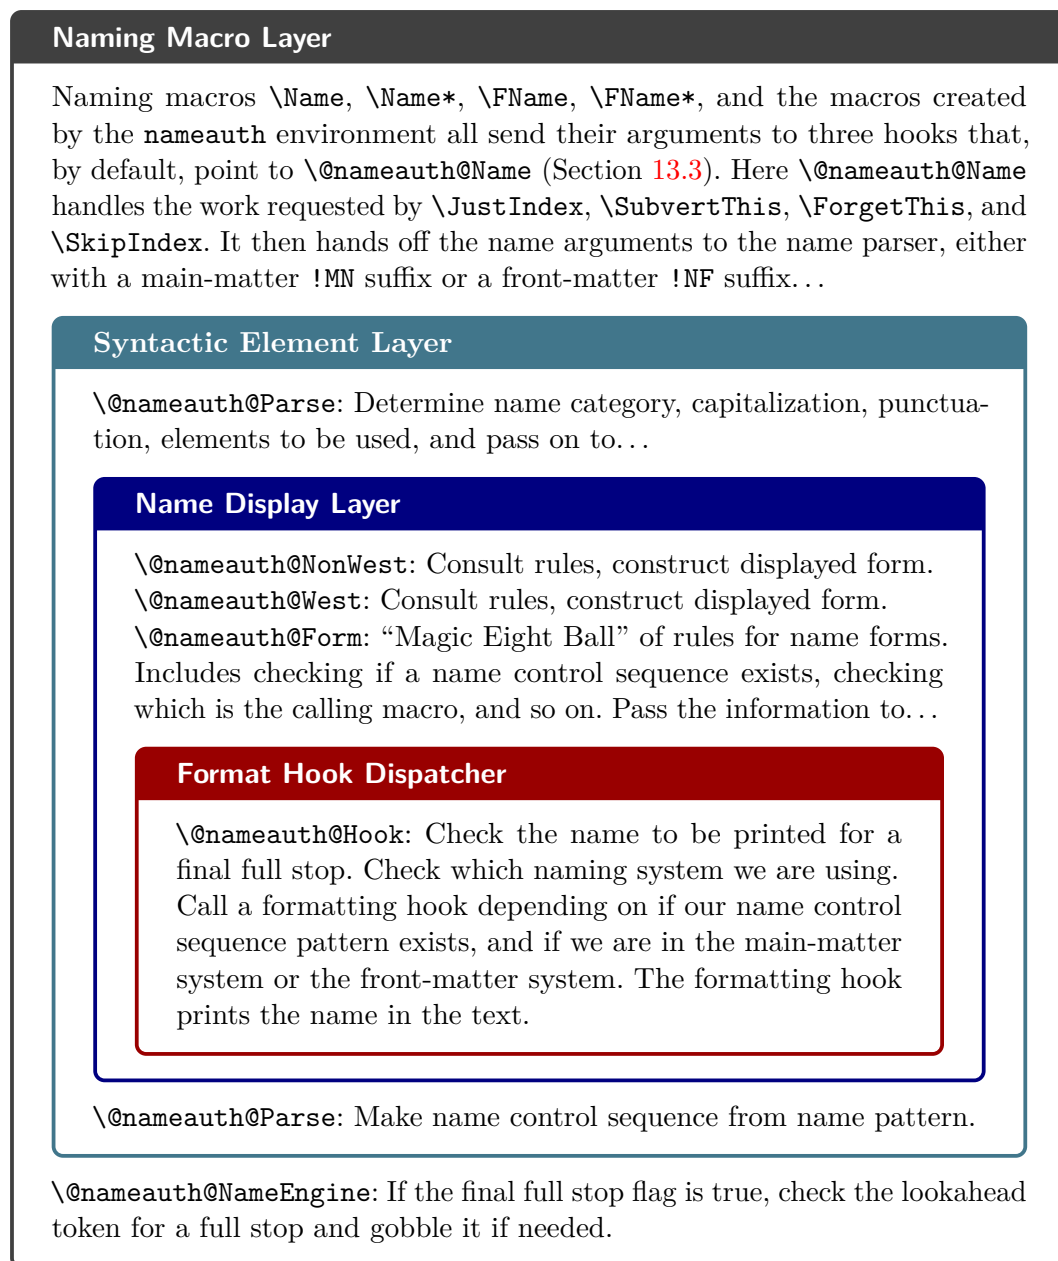 Naming Macro Layer
Naming macros \Name, \Name*, \FName, \FName*, and the macros created
by the nameauth environment all send their arguments to three hooks that,
by default, point to \@nameauth@Name (Section 13.3). Here \@nameauth@Name
handles the work requested by \JustIndex, \SubvertThis, \ForgetThis, and
\SkipIndex. It then hands off the name arguments to the name parser, either
with a main-matter !MN suffix or a front-matter !NF suffix...
Syntactic Element Layer
\@nameauth@Parse: Determine name category, capitalization, punctua-
tion, elements to be used, and pass on to...
Name Display Layer
\@nameauth@NonWest: Consult rules, construct displayed form.
\@nameauth@West: Consult rules, construct displayed form.
\@nameauth@Form: “Magic Eight Ball” of rules for name forms.
Includes checking if a name control sequence exists, checking
which is the calling macro, and so on. Pass the information to...
Format Hook Dispatcher
\@nameauth@Hook: Check the name to be printed for a
final full stop. Check which naming system we are using.
Call a formatting hook depending on if our name control
sequence pattern exists, and if we are in the main-matter
system or the front-matter system. The formatting hook
prints the name in the text.
\@nameauth@Parse: Make name control sequence from name pattern.
\@nameauth@NameEngine: If the final full stop flag is true, check the lookahead
token for a full stop and gobble it if needed.